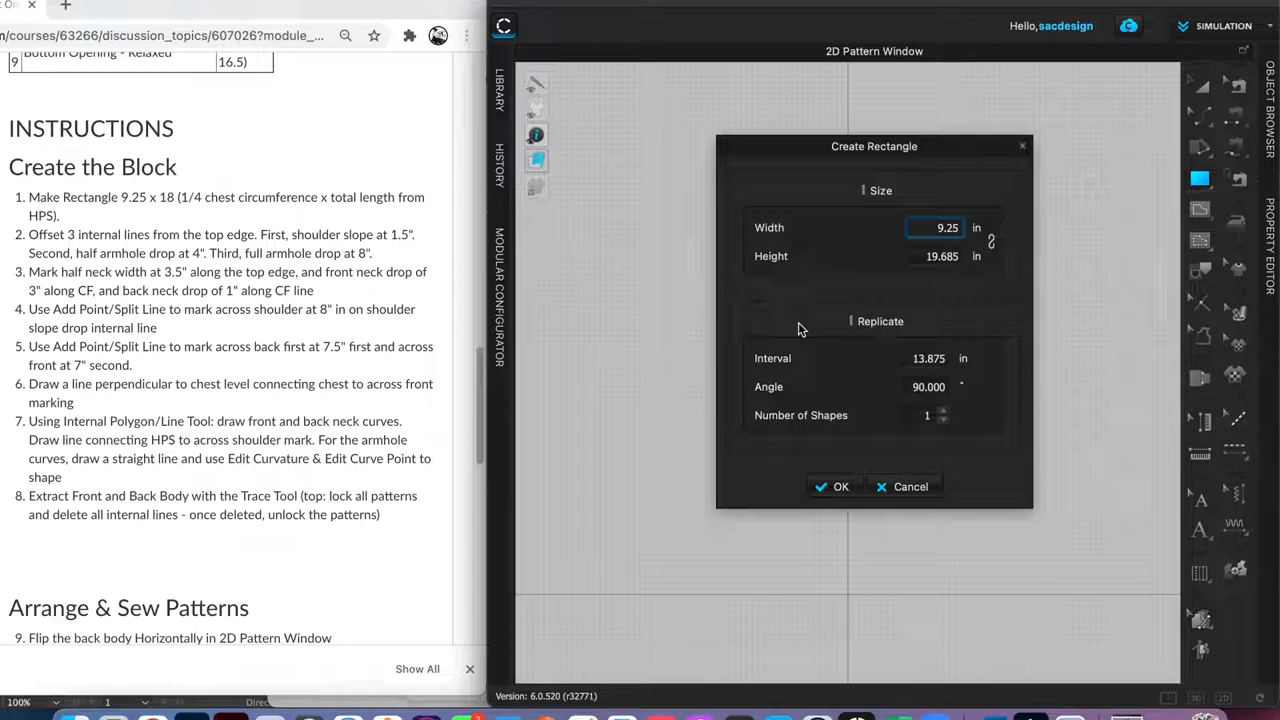 t On
m/courses/63266/discussion_topics/607026?module_...
9 Bottom Opening - Relaxed 16.5)
INSTRUCTIONS
Create the Block
1. Make Rectangle 9.25 x 18 (1/4 chest circumference x total length from
HPS).
2. Offset 3 internal lines from the top edge. First, shoulder slope at 1.5".
Second, half armhole drop at 4". Third, full armhole drop at 8".
3. Mark half neck width at 3.5" along the top edge, and front neck drop of
3" along CF, and back neck drop of 1" along CF line
4. Use Add Point/Split Line to mark across shoulder at 8" in on shoulder
slope drop internal line
5. Use Add Point/Split Line to mark across back first at 7.5" first and across
front at 7" second.
6. Draw a line perpendicular to chest level connecting chest to across front
marking
7. Using Internal Polygon/Line Tool: draw front and back neck curves.
Draw line connecting HPS to across shoulder mark. For the armhole
curves, draw a straight line and use Edit Curvature & Edit Curve Point to
shape
8. Extract Front and Back Body with the Trace Tool (top: lock all patterns
and delete all internal lines - once deleted, unlock the patterns)
Arrange & Sew Patterns
9. Flip the back body Horizontally in 2D Pattern Window
Show All
100%
1
Direc
Hello, sacdesign
SIMULATION
2D Pattern Window
LIBRARY
HISTORY
MODULAR CONFIGURATOR
Create Rectangle
Size
Width 9.25 in
Height 19.685 in
Replicate
Interval 13.875 in
Angle 90.000 °
Number of Shapes 1
OK Cancel
OBJECT BROWSER
PROPERTY EDITOR
Version: 6.0.520 (r32771)
3D
2D